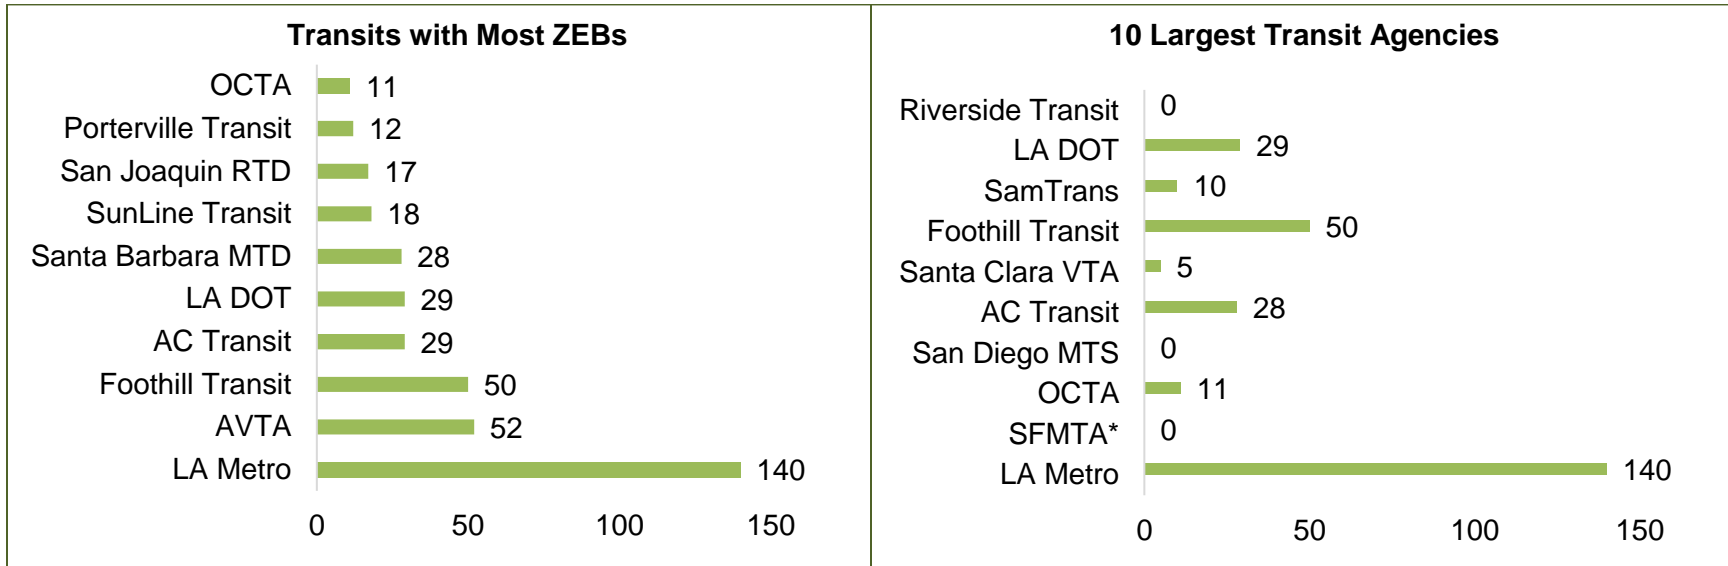 Transits with Most ZEBs
OCTA 11
Porterville Transit 12
San Joaquin RTD 17
SunLine Transit 18
Santa Barbara MTD 28
LA DOT 29
AC Transit 29
Foothill Transit 50
AVTA 52
LA Metro 140
0 50 100 150
10 Largest Transit Agencies
Riverside Transit 0
LA DOT 29
SamTrans 10
Foothill Transit 50
Santa Clara VTA 5
AC Transit 28
San Diego MTS 0
OCTA 11
SFMTA* 0
LA Metro 140
0 50 100 150